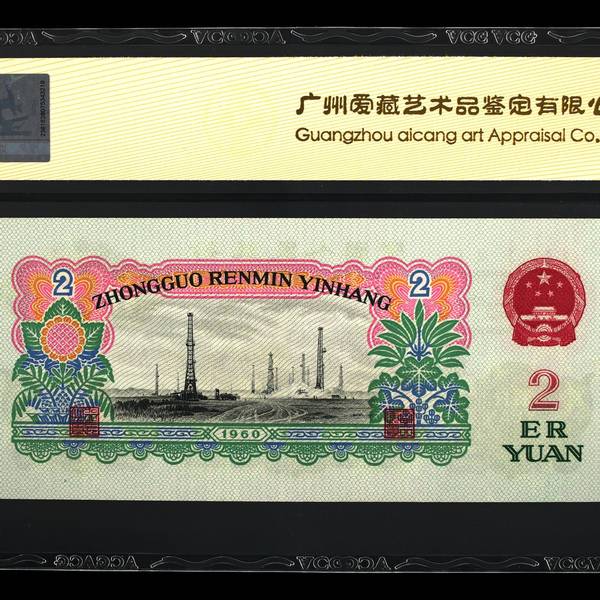 广州爱藏艺术品鉴定有限公
Guangzhou aicang art Appraisal Co.,
2 ZHONGGUO RENMIN YINHANG 2
2
ER
YUAN
1960